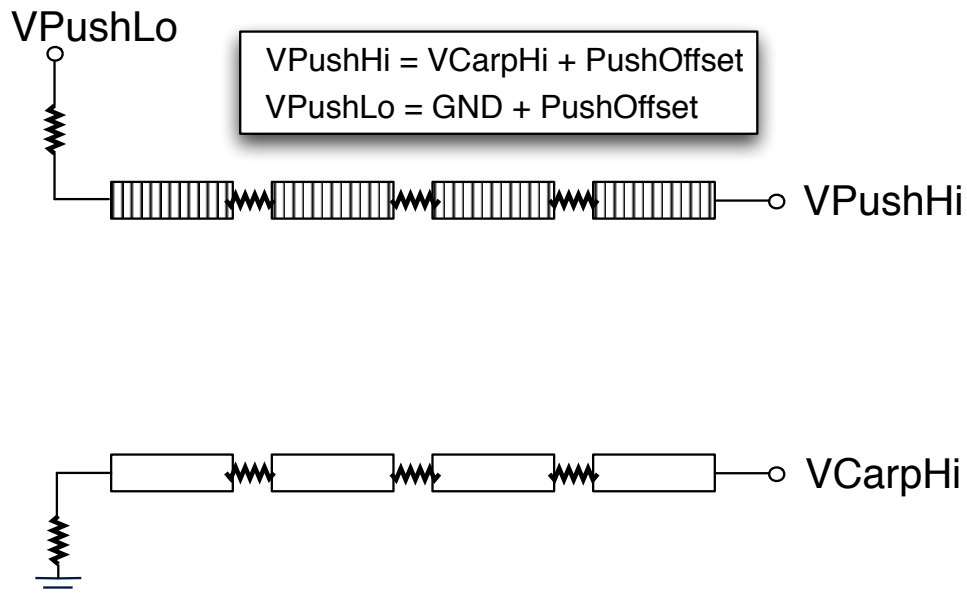 VPushLo
VPushHi = VCarpHi + PushOffset
VPushLo = GND + PushOffset
VPushHi
VCarpHi